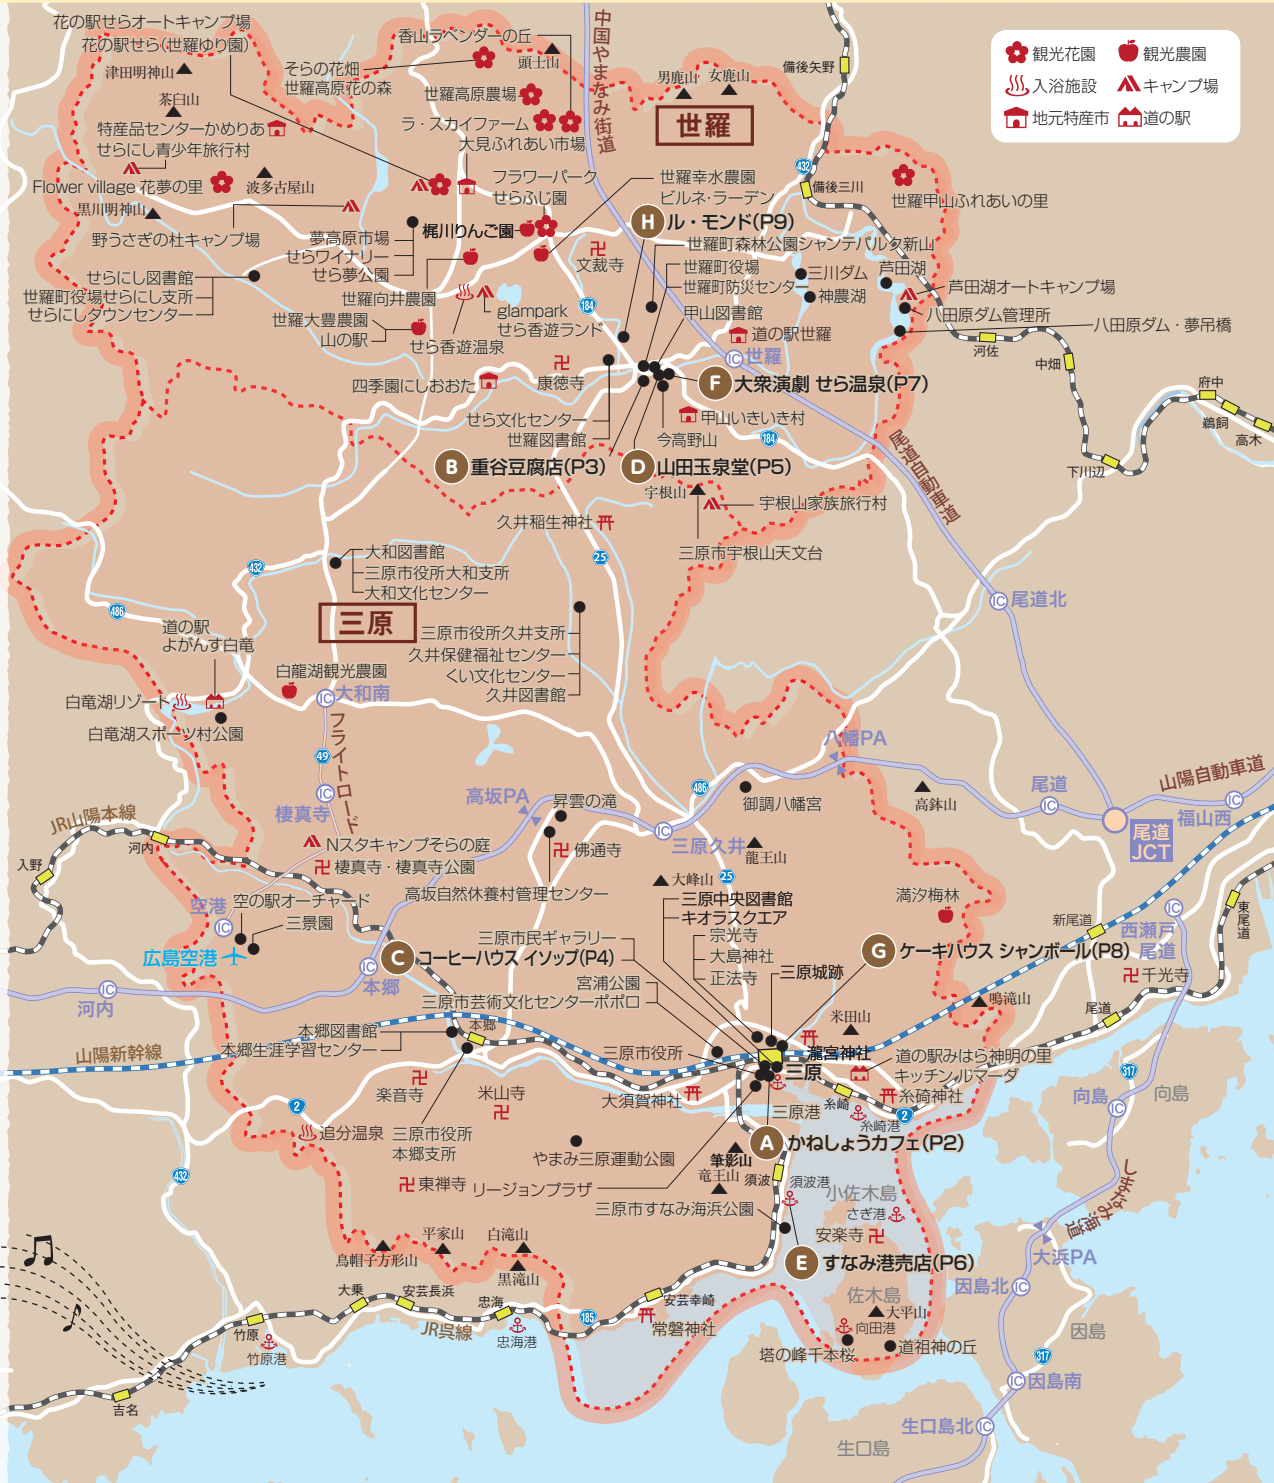 花の駅せらオートキャンプ場
花の駅せら(世羅ゆり園)
津田明神山
茶臼山
特産品センターかめりあ
せらにし青少年旅行村
Flower village 花夢の里
波多古屋山
黒川明神山
野うさぎの杜キャンプ場
せらにし図書館
世羅町役場せらにし支所
せらにしタウンセンター
香山ラベンダーの丘
そらの花畑
世羅高原花の森
頭士山
世羅高原農場
ラ・スカイファーム
大見ふれあい市場
フラワーパーク
せらふじ園
梶川りんご園
夢高原市場
せらワイナリー
せら夢公園
世羅向井農園
世羅大豊農園
山の駅
せら香遊温泉
glampark
せら香遊ランド
文裁寺
四季園にしおおた
康徳寺
せら文化センター
世羅図書館
中国やまなみ街道
男鹿山
女鹿山
世羅
備後矢野
観光花園
観光農園
入浴施設
キャンプ場
地元特産市
道の駅
432
備後三川
世羅甲山ふれあいの里
世羅幸水農園
ビルネ・ラーデン
H ル・モンド(P9)
世羅町森林公園シャンテパルク新山
世羅町役場
世羅町防災センター
甲山図書館
三川ダム
神農湖
芦田湖
芦田湖オートキャンプ場
八田原ダム管理所
八田原ダム・夢吊橋
道の駅世羅
IC 世羅
184
F 大衆演劇 せら温泉(P7)
甲山いきいき村
今高野山
184
河佐
中畑
府中
鵜飼
高木
下川辺
B 重谷豆腐店(P3)
D 山田玉泉堂(P5)
尾道自動車道
宇根山
宇根山家族旅行村
三原市宇根山天文台
久井稲生神社
25
432
486
大和図書館
三原市役所大和支所
大和文化センター
三原
三原市役所久井支所
久井保健福祉センター
くい文化センター
久井図書館
IC 尾道北
道の駅
よがんす白竜
白竜湖リゾート
白竜湖スポーツ村公園
白龍湖観光農園
IC 大和南
フライトロード
49
IC
棲真寺
高坂PA
昇雲の滝
佛通寺
高坂自然休養村管理センター
Nスタキャンプそらの庭
棲真寺・棲真寺公園
八幡PA
486
御調八幡宮
高鉢山
尾道
IC
山陽自動車道
IC
福山西
尾道
JCT
IC
三原久井
龍王山
大峰山
25
JR山陽本線
河内
入野
空港
IC
空の駅オーチャード
三景園
広島空港
河内
IC
IC
本郷
C コーヒーハウス イソップ(P4)
三原市民ギャラリー
宮浦公園
三原市芸術文化センターポポロ
三原中央図書館
キオラスクエア
宗光寺
大島神社
正法寺
三原城跡
G ケーキハウス シャンボール(P8)
満汐梅林
新尾道
西瀬戸
尾道
IC
東尾道
千光寺
尾道
鳴滝山
米田山
山陽新幹線
本郷図書館
本郷生涯学習センター
本郷
三原市役所
瀧宮神社
三原
道の駅みはら神明の里
キッチンルマーダ
糸崎
糸碕神社
糸崎港
2
三原港
大須賀神社
楽音寺
米山寺
2
追分温泉
三原市役所
本郷支所
やまみ三原運動公園
A かねしょうカフェ(P2)
筆影山
竜王山
須波
須波港
東禅寺
リージョンプラザ
三原市すなみ海浜公園
小佐木島
さぎ港
安楽寺
E すなみ港売店(P6)
佐木島
大平山
向田港
塔の峰千本桜
道祖神の丘
317
向島
IC
向島
しまなみ海道
大浜PA
因島北
IC
因島
317
IC 因島南
生口島北 IC
生口島
432
烏帽子方形山
平家山
白滝山
黒滝山
大乗
安芸長浜
忠海
忠海港
JR呉線
185
安芸幸崎
常磐神社
竹原
竹原港
吉名